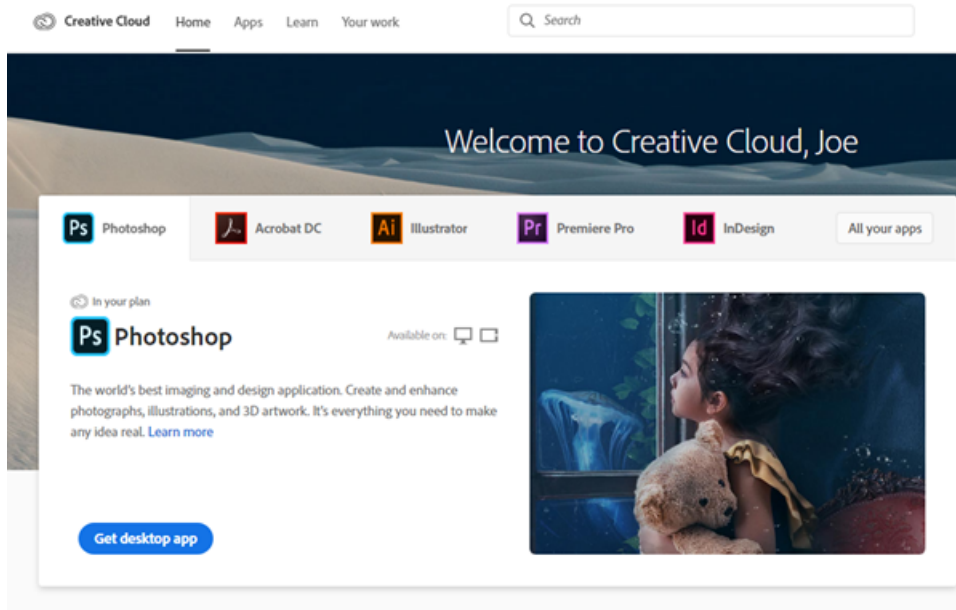 Creative Cloud Home Apps Learn Your work Search
Welcome to Creative Cloud, Joe
Ps Photoshop Acrobat DC Ai Illustrator Pr Premiere Pro Id InDesign All your apps
In your plan
Ps Photoshop Available on:
The world's best imaging and design application. Create and enhance
photographs, illustrations, and 3D artwork. It's everything you need to make
any idea real. Learn more
Get desktop app